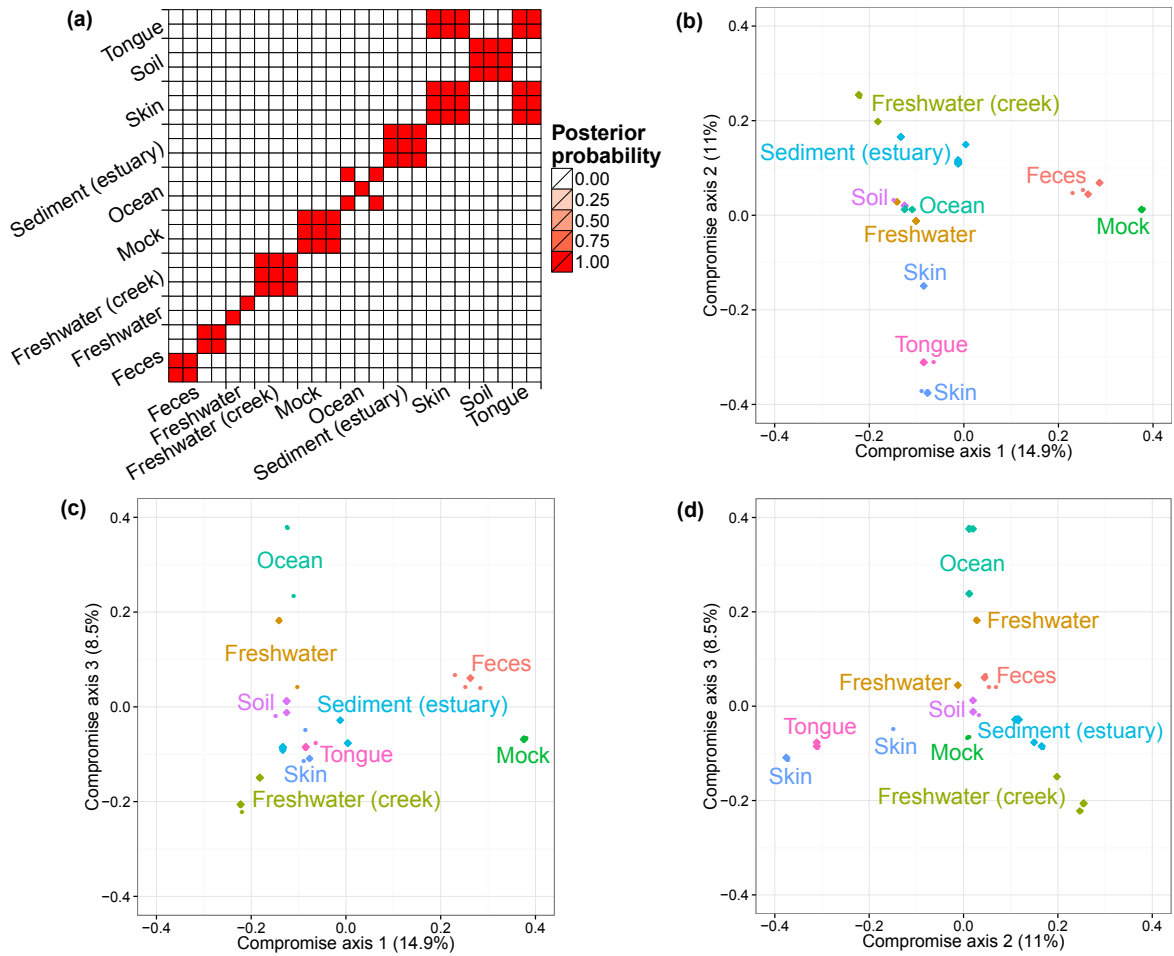 (a)
Tongue
Soil
Skin
Sediment (estuary)
Ocean
Mock
Freshwater (creek)
Freshwater
Feces
Feces
Freshwater
Freshwater (creek)
Mock
Ocean
Sediment (estuary)
Skin
Soil
Tongue
Posterior
probability
0.00
0.25
0.50
0.75
1.00
(b)
Compromise axis 2 (11%)
0.4
0.2
0.0
−0.2
−0.4
Freshwater (creek)
Sediment (estuary)
Feces
Soil
Ocean
Mock
Freshwater
Skin
Tongue
Skin
−0.4
−0.2
0.0
0.2
0.4
Compromise axis 1 (14.9%)
(c)
Compromise axis 3 (8.5%)
0.4
0.2
0.0
−0.2
−0.4
Ocean
Freshwater
Feces
Soil
Sediment (estuary)
Tongue
Mock
Skin
Freshwater (creek)
−0.4
−0.2
0.0
0.2
0.4
Compromise axis 1 (14.9%)
(d)
Compromise axis 3 (8.5%)
0.4
0.2
0.0
−0.2
−0.4
Ocean
Freshwater
Feces
Freshwater
Soil
Tongue
Sediment (estuary)
Skin
Mock
Skin
Freshwater (creek)
−0.4
−0.2
0.0
0.2
0.4
Compromise axis 2 (11%)